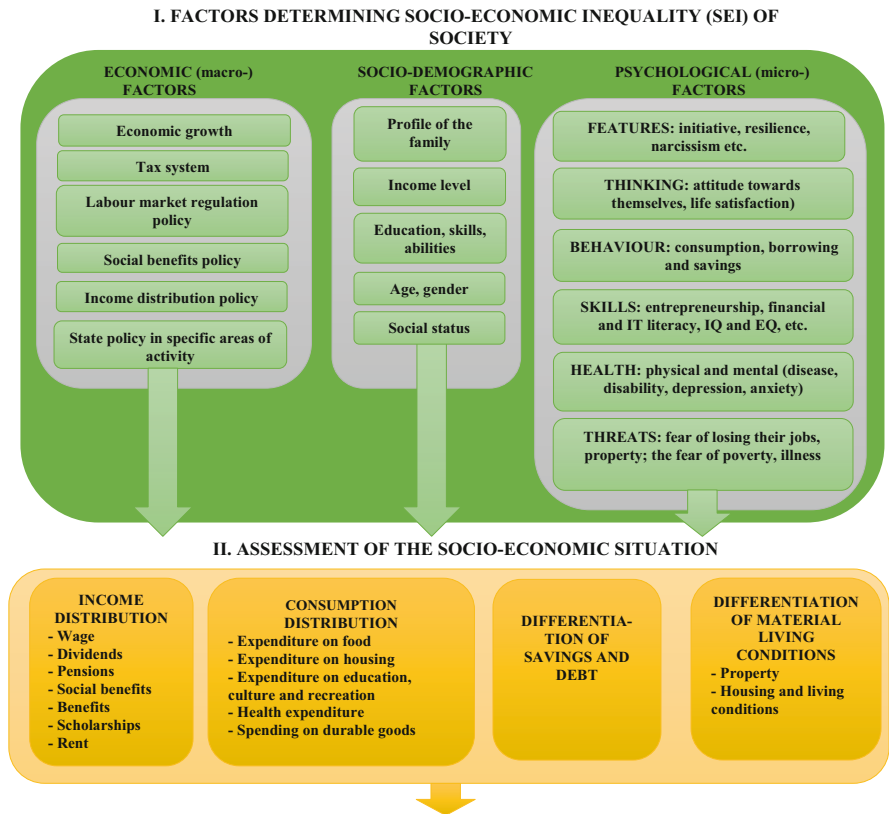 I. FACTORS DETERMINING SOCIO-ECONOMIC INEQUALITY (SEI) OF
SOCIETY
ECONOMIC (macro-)
FACTORS
Economic growth
Tax system
Labour market regulation
policy
Social benefits policy
Income distribution policy
State policy in specific areas of
activity
SOCIO-DEMOGRAPHIC
FACTORS
Profile of the
family
Income level
Education, skills,
abilities
Age, gender
Social status
PSYCHOLOGICAL (micro-)
FACTORS
FEATURES: initiative, resilience,
narcissism etc.
THINKING: attitude towards
themselves, life satisfaction)
BEHAVIOUR: consumption, borrowing
and savings
SKILLS: entrepreneurship, financial
and IT literacy, IQ and EQ, etc.
HEALTH: physical and mental (disease,
disability, depression, anxiety)
THREATS: fear of losing their jobs,
property; the fear of poverty, illness
II. ASSESSMENT OF THE SOCIO-ECONOMIC SITUATION
INCOME
DISTRIBUTION
- Wage
- Dividends
- Pensions
- Social benefits
- Benefits
- Scholarships
- Rent
CONSUMPTION
DISTRIBUTION
- Expenditure on food
- Expenditure on housing
- Expenditure on education,
culture and recreation
- Health expenditure
- Spending on durable goods
DIFFERENTIA-
TION OF
SAVINGS AND
DEBT
DIFFERENTIATION
OF MATERIAL
LIVING
CONDITIONS
- Property
- Housing and living
conditions